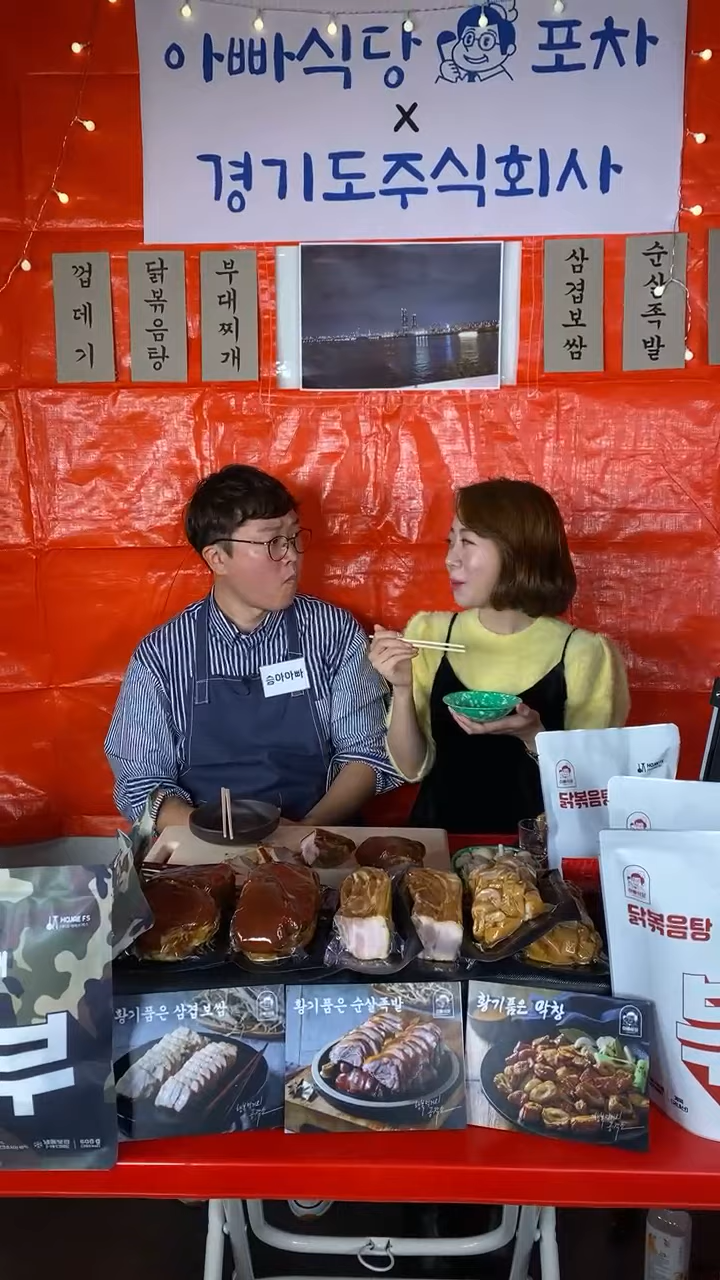 아빠식당 포차
X
경기도주식회사
껍데기
닭볶음탕
부대찌개
삼겹보쌈
순살족발
승아아빠
닭볶음탕
HOJUE FS
닭볶음탕
황기품은 삼겹보쌈
황기품은 순살족발
황기품은 막창
600g